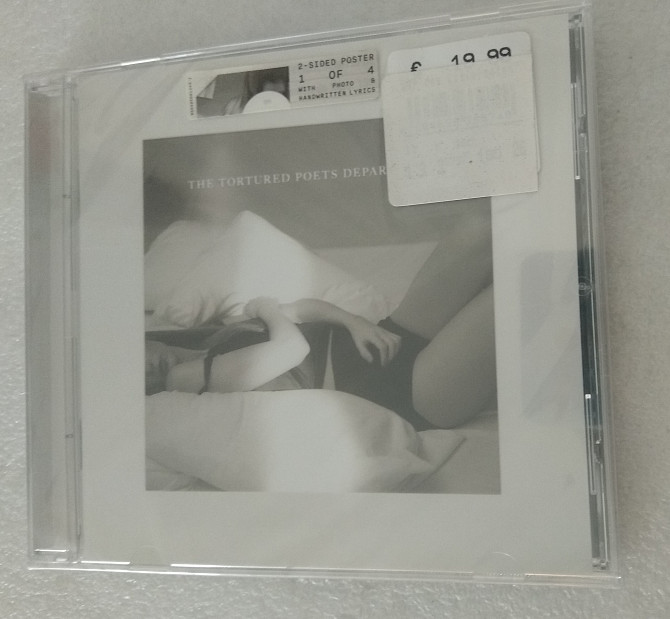 2-SIDED POSTER
1 OF 4
WITH PHOTO &
HANDWRITTEN LYRICS
£ 19.99
THE TORTURED POETS DEPAR